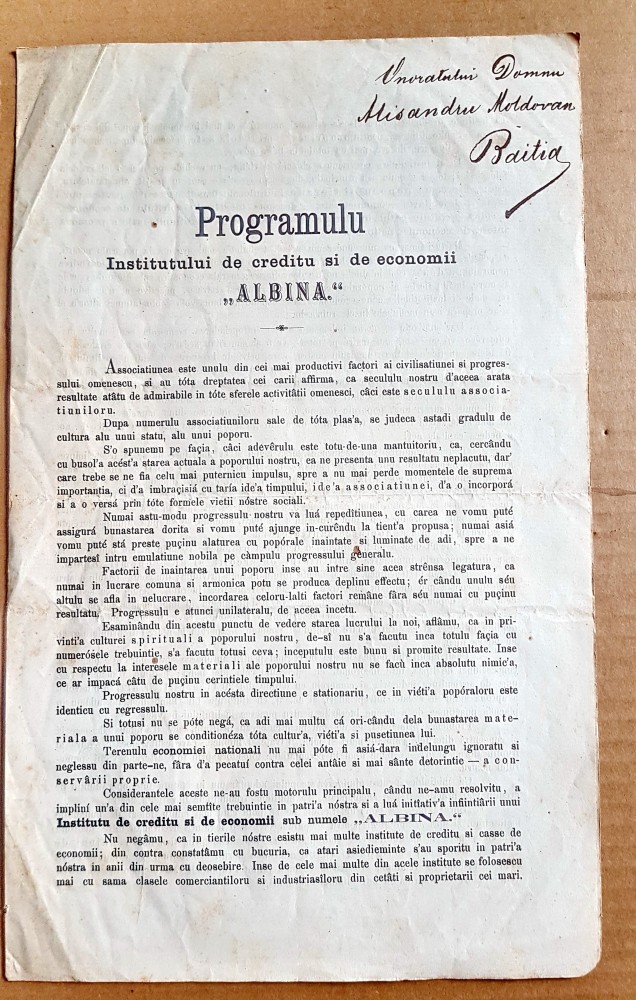 Unoratului Domnu
Alisandru Moldovan
Baitia
Programulu
Institutului de creditu si de economii
„ALBINA.“
Associatiunea este unulu din cei mai productivi factori ai civilisatiunei si progres-
sului omenescu, si au tóta dreptatea cei carii affirma, ca seculului nostru d'aceea arata
resultate atâtu de admirabile in tóte sferele activitâtii omenesci, câci este seculu­lu associa-
tiuniloru.
Dupa numerulu associatiuniloru sale de tóta plas'a, se judeca astadi gradulu de
cultura alu unui statu, alu unui poporu.
S'o spunemu pe façia, câci adevêrulu este totu-de-una mantuitoriu, ca, cercându
cu busol'a acést'a starea actuala a poporului nostru, ea ne presenta unu resultatu neplacutu, dar'
care trebe se ne fia celu mai puternicu impulsu, spre a nu mai perde momentele de suprema
importantia, ci d'a imbraçisiá cu taría ide'a timpului, ide'a associatiunei, d'a o incorporá
si a o versá prin tóte formele vietii nóstre sociali.
Numai astu-modu progressulu nostru va luá repeditiunea, cu carea ne vomu puté
assigurá bunastarea dorita si vomu puté ajunge in-curêndu la tient'a propusa; numai asiá
vomu puté stá preste puçinu alaturea cu popórale inaintate si luminate de adi, spre a ne
impartesí intru emulatiune nobila pe câmpulu progressului generalu.
Factorii de inaintarea unui poporu inse au intre sine acea strênsa legatura, ca
numai in lucrare comuna si armonica potu se produca deplinu effectu; ér cându unulu séu
altulu se afla in nelucrare, incordarea celoru-lalti factori remâne fâra séu numai cu puçinu
resultatu. Progressulu e atunci unilateralu, de aceea incetu.
Esaminându din acestu punctu de vedere starea lucrului la noi, aflâmu, ca in pri-
vinti'a culturei spirituali a poporului nostru, de-si nu s'a facutu inca totulu façia cu
numerósele trebuintie, s'a facutu totusi ceva; inceputulu este bunu si promite resultate. Inse
cu respectu la interesele materiali ale poporului nostru nu se facù inca absolutu nimic'a,
ce ar impacá câtu de puçinu cerintiele timpului.
Progressulu nostru in acésta directiune e stationariu, ce in viéti'a popóraloru este
identicu cu regressulu.
Si totusi nu se póte negá, ca adi mai multu câ ori-cându dela bunastarea mate-
riala a unui poporu se conditionéza tóta cultur'a, viéti'a si pusetiunea lui.
Terenulu economiei nationali nu mai póte fi asiá-dara indelungu ignoratu si
neglessu din parte-ne, fâra d'a pecatuí contra celei antâie si mai sânte detorintie — a con-
servârii proprie.
Considerantele aceste ne-au fostu motorulu principalu, cându ne-amu resolvitu, a
implini un'a din cele mai semtîte trebuintie in patri'a nóstra si a luá initiativ'a infiintiârii unui
Institutu de creditu si de economii sub numele „ALBINA.“
Nu negâmu, ca in tierile nóstre esistu mai multe institute de creditu si casse de
economii; din contra constatâmu cu bucuria, ca atari asiediemente s'au sporitu in patri'a
nóstra in anii din urma cu deosebire. Inse de cele mai multe din acele institute se folosescu
mai cu sama clasele comerciantiloru si industriasîloru din cetâti si proprietarii cei mari.